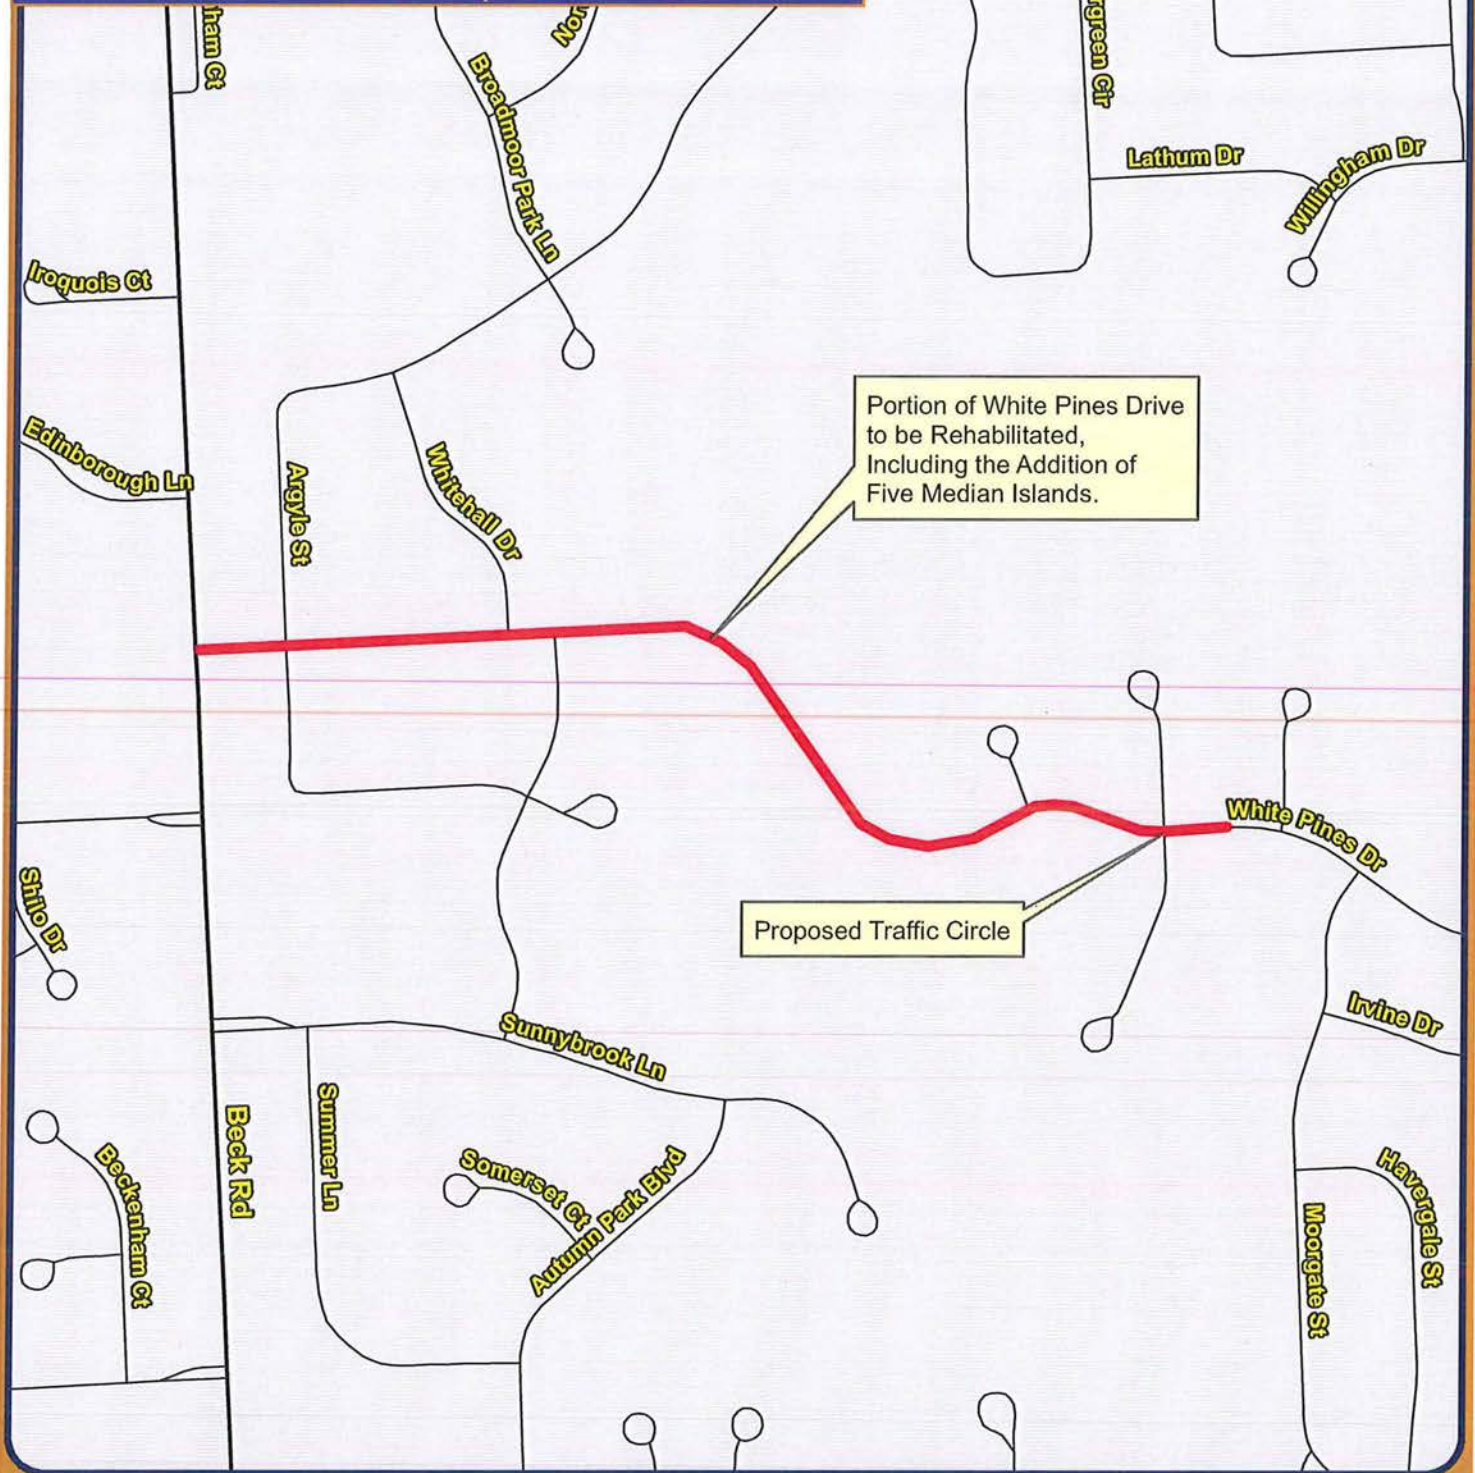 Broadmoor Park Ln
Lathum Dr
Willingham Dr
Iroquois Ct
Portion of White Pines Drive
to be Rehabilitated,
Including the Addition of
Five Median Islands.
Edinborough Ln
Argyle St
Whitehall Dr
White Pines Dr
Proposed Traffic Circle
Shilo Dr
Irvine Dr
Sunnybrook Ln
Beck Rd
Summer Ln
Somerset Ct
Autumn Park Blvd
Beckenham Ct
Havergale St
Moorgate St